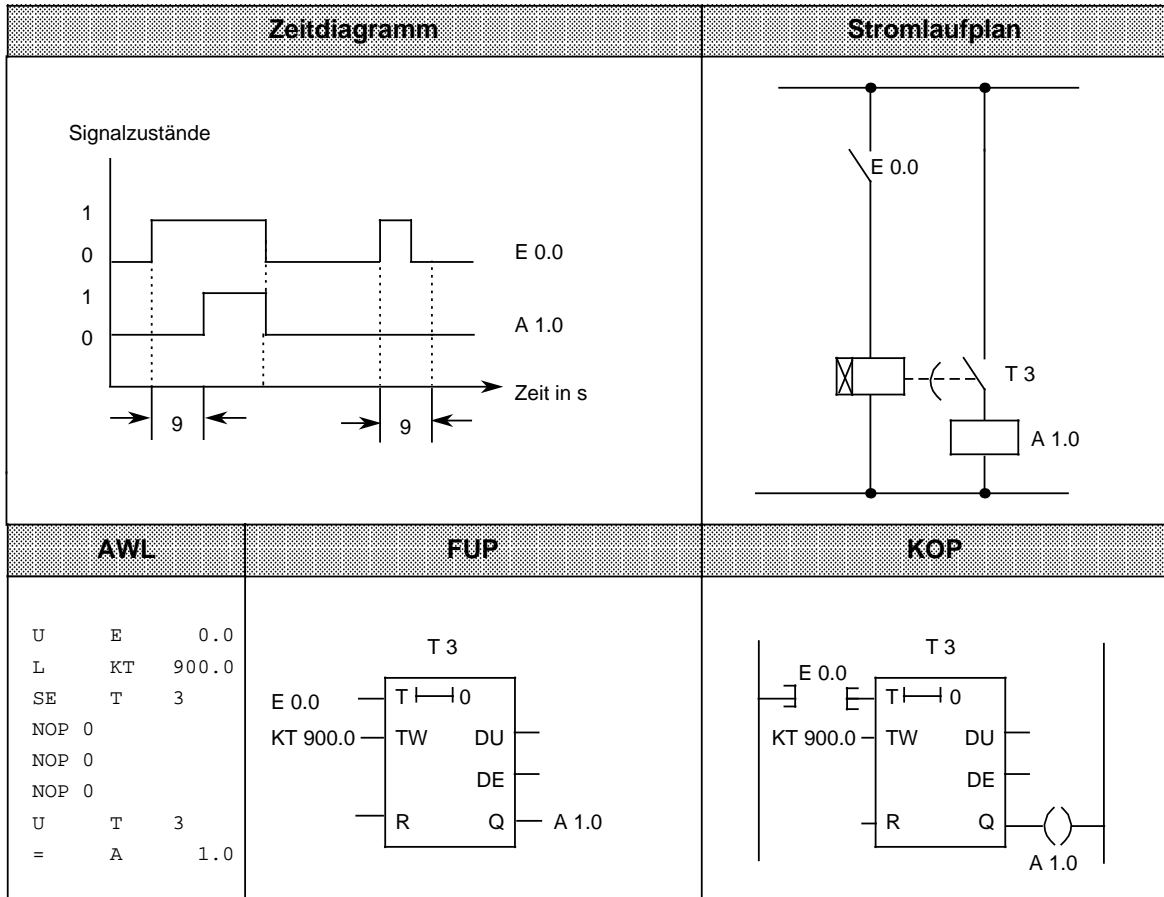 Zeitdiagramm
Stromlaufplan
Signalzustände
1
0
E 0.0
1
0
A 1.0
Zeit in s
9
9
E 0.0
T 3
A 1.0
AWL
FUP
KOP
U E 0.0
L KT 900.0
SE T 3
NOP 0
NOP 0
NOP 0
U T 3
= A 1.0
T 3
E 0.0
T 0
KT 900.0
TW DU
DE
R Q
A 1.0
T 3
E 0.0
T 0
KT 900.0
TW DU
DE
R Q
A 1.0